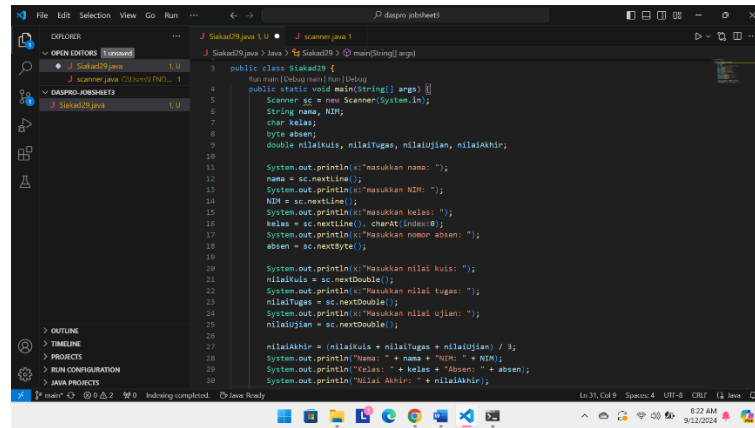 File Edit Selection View Go Run ...
daspro jobsheet3
EXPLORER ...
OPEN EDITORS 1 unsaved
Siakad29.java 1, U
scanner.java 1
DASPRO-JOBSHEET3
Siakad29.java 1, U
OUTLINE
TIMELINE
PROJECTS
RUN CONFIGURATION
JAVA PROJECTS
Siakad29.java 1, U
scanner.java 1
Siakad29.java > Java > Siakad29 > main(String[] args)
3 public class Siakad29 {
Run main | Debug main | Run | Debug
4 public static void main(String[] args) {
5 Scanner sc = new Scanner(System.in);
6 String nama, NIM;
7 char kelas;
8 byte absen;
9 double nilaiKuis, nilaiTugas, nilaiUjian, nilaiAkhir;
10
11 System.out.println(x:"masukkan nama: ");
12 nama = sc.nextLine();
13 System.out.println(x:"masukkan NIM: ");
14 NIM = sc.nextLine();
15 System.out.println(x:"masukkan kelas: ");
16 kelas = sc.nextLine(). charAt(index:0);
17 System.out.println(x:"Masukkan nomor absen: ");
18 absen = sc.nextByte();
19
20 System.out.println(x:"Masukkan nilai kuis: ");
21 nilaiKuis = sc.nextDouble();
22 System.out.println(x:"Masukkan nilai tugas: ");
23 nilaiTugas = sc.nextDouble();
24 System.out.println(x:"Masukkan nilai ujian: ");
25 nilaiUjian = sc.nextDouble();
26
27 nilaiAkhir = (nilaiKuis + nilaiTugas + nilaiUjian) / 3;
28 System.out.println("Nama: " + nama + "NIM: " + NIM);
29 System.out.println("Kelas: " + kelas + "Absen: " + absen);
30 System.out.println("Nilai Akhir: " + nilaiAkhir);
main* 0 2 0 Indexing completed. Java: Ready
Ln 31, Col 9 Spaces: 4 UTF-8 CRLF Java
8:22 AM
9/12/2024